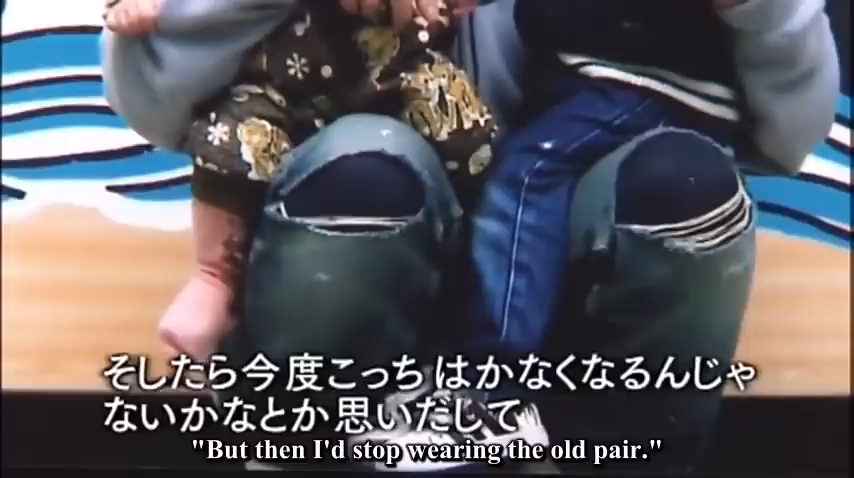 そしたら今度こっちはかなくなるんじゃ
ないかなとか思いだして
"But then I'd stop wearing the old pair."